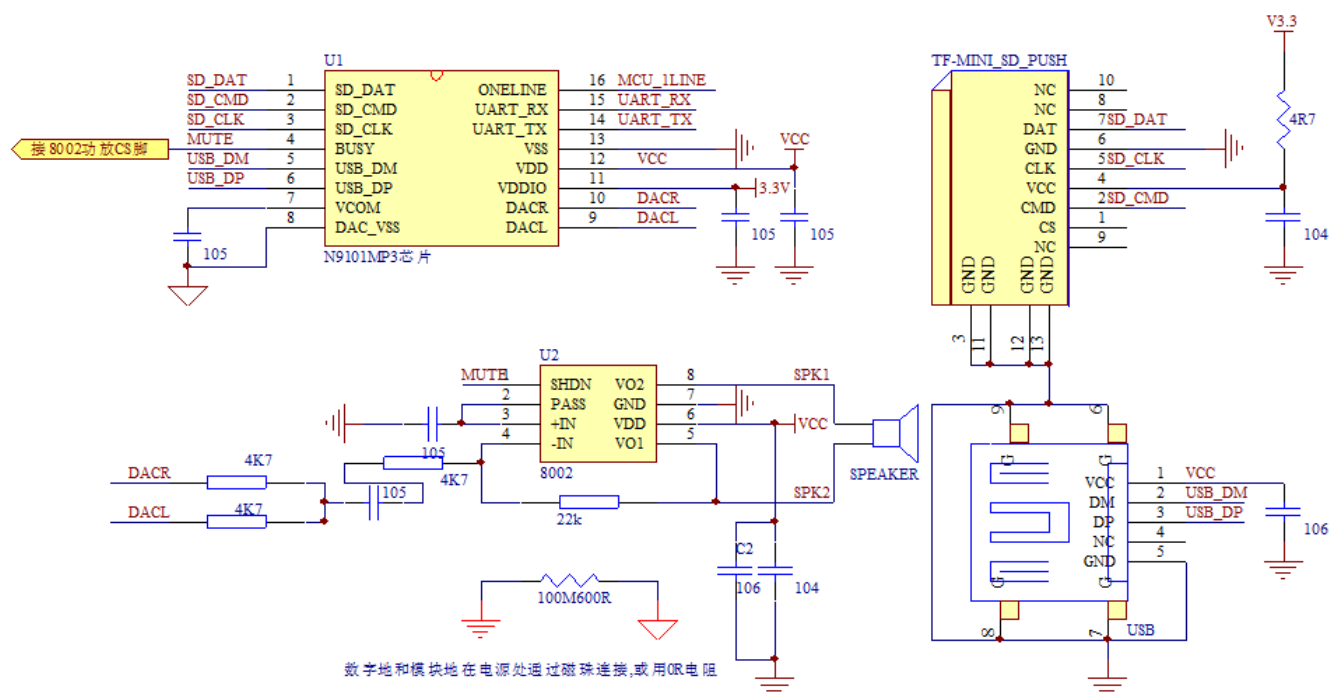 U1
SD_DAT 1 SD_DAT ONELINE 16 MCU_1LINE
SD_CMD 2 SD_CMD UART_RX 15 UART_RX
SD_CLK 3 SD_CLK UART_TX 14 UART_TX
接8002功放CS脚 MUTE 4 BUSY VSS 13
USB_DM 5 USB_DM VDD 12 VCC VCC
USB_DP 6 USB_DP VDDIO 11 3.3V
7 VCOM DACR 10 DACR
8 DAC_VSS DACL 9 DACL
105 105 105
N9101MP3芯片
TF-MINI_SD_PUSH V3.3
NC 10
NC 8
DAT 7 SD_DAT
GND 6
CLK 5 SD_CLK
VCC 4
CMD 2 SD_CMD
CS 1
NC 9
4R7
104
GND GND GND GND
3 11 12 13
U2
MUTE 1 SHDN VO2 8 SPK1
2 PASS GND 7
3 +IN VDD 6 VCC
4 -IN VO1 5
105 8002 SPEAKER
DACR 4K7 105 4K7 SPK2
DACL 4K7 22k
C2
106 104
100M600R
数字地和模块地在电源处通过磁珠连接,或用0R电阻
9 6
G G
VCC 1 VCC
DM 2 USB_DM
DP 3 USB_DP
NC 4
GND 5
106
G G
8 7 USB